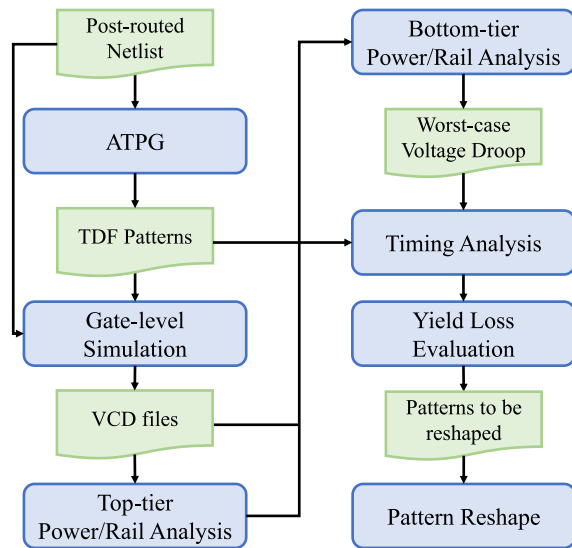 Post-routed
Netlist
ATPG
TDF Patterns
Gate-level
Simulation
VCD files
Top-tier
Power/Rail Analysis
Bottom-tier
Power/Rail Analysis
Worst-case
Voltage Droop
Timing Analysis
Yield Loss
Evaluation
Patterns to be
reshaped
Pattern Reshape